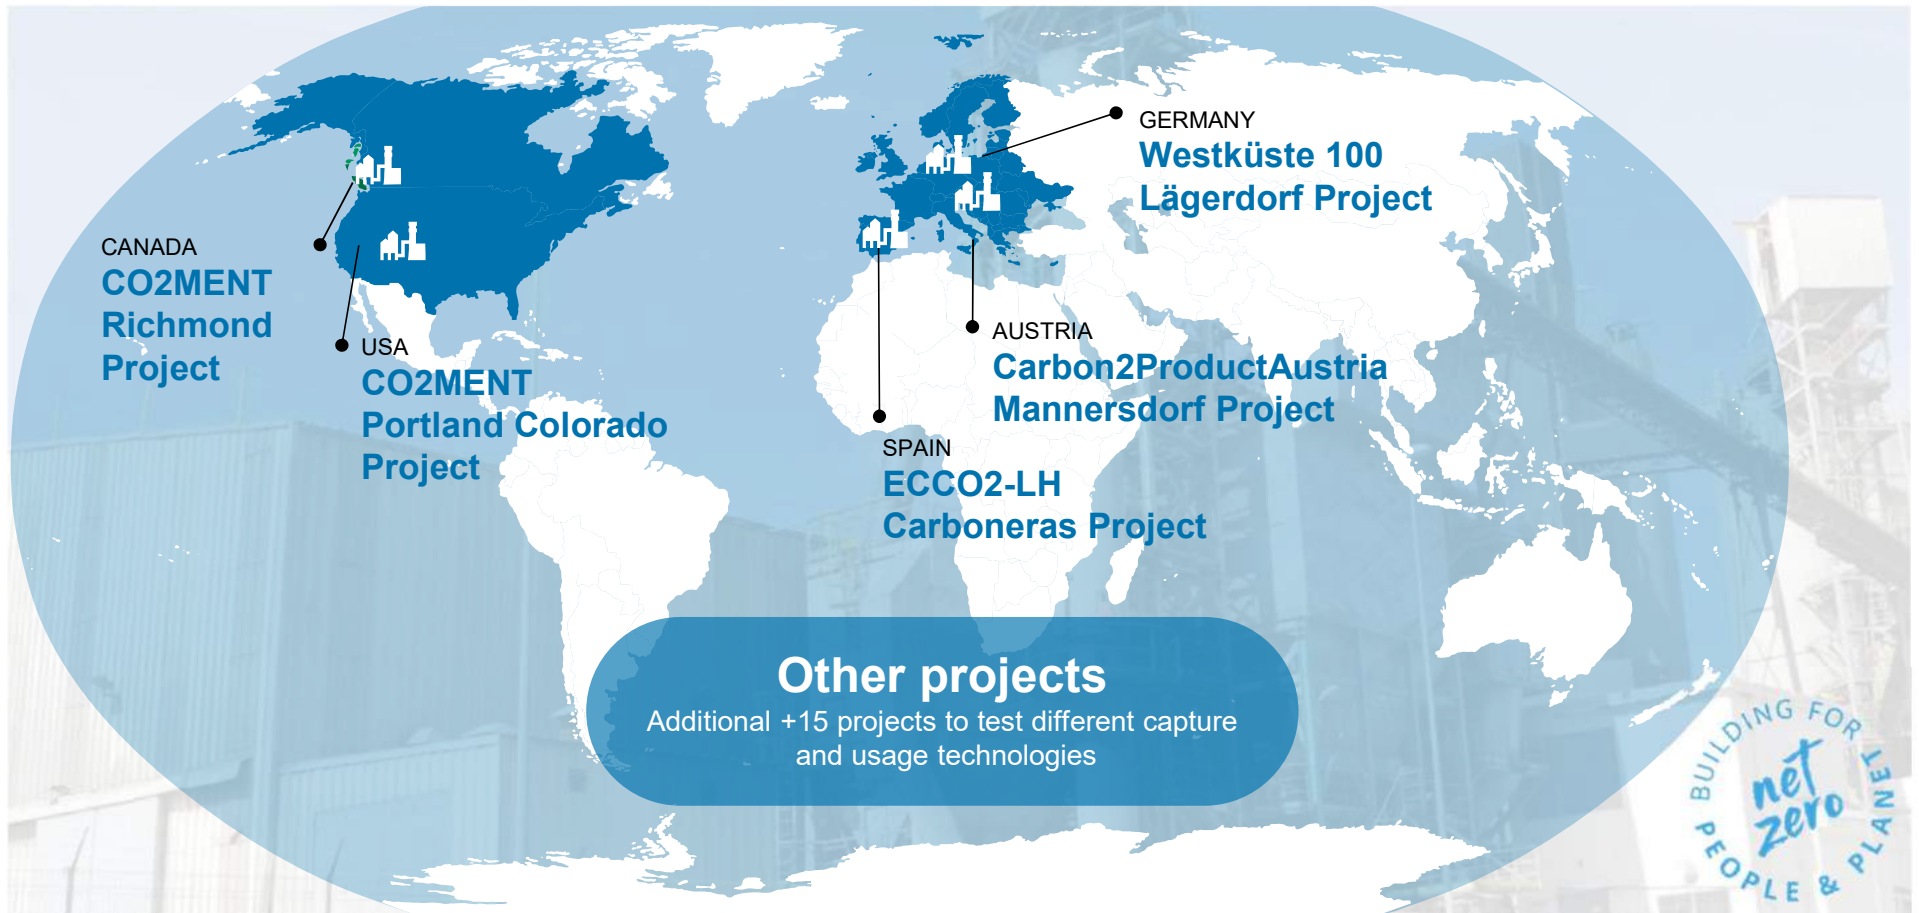 CANADA
CO2MENT
Richmond
Project
USA
CO2MENT
Portland Colorado
Project
GERMANY
Westküste 100
Lägerdorf Project
AUSTRIA
Carbon2ProductAustria
Mannersdorf Project
SPAIN
ECCO2-LH
Carboneras Project
Other projects
Additional +15 projects to test different capture
and usage technologies
BUILDING FOR
PEOPLE & PLANET
net
zero